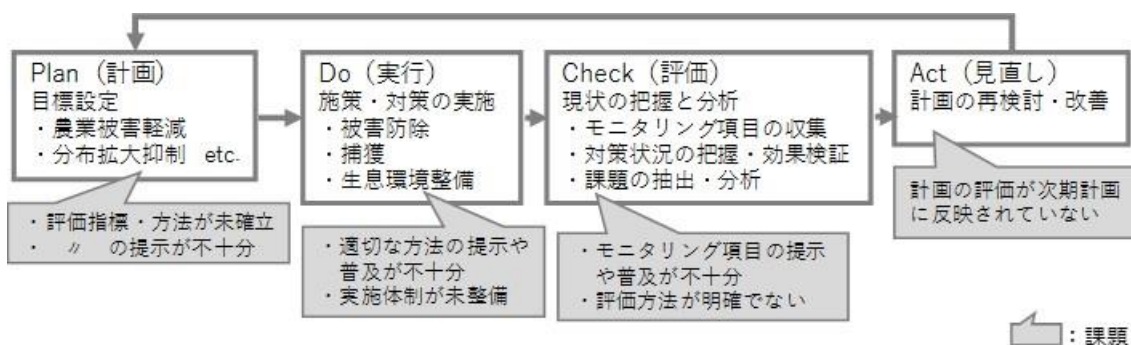 Plan（計画）
目標設定
・農業被害軽減
・分布拡大抑制　etc.
・評価指標・方法が未確立
・　〃　の提示が不十分
Do（実行）
施策・対策の実施
・被害防除
・捕獲
・生息環境整備
・適切な方法の提示や
普及が不十分
・実施体制が未整備
Check（評価）
現状の把握と分析
・モニタリング項目の収集
・対策状況の把握・効果検証
・課題の抽出・分析
・モニタリング項目の提示
や普及が不十分
・評価方法が明確でない
Act（見直し）
計画の再検討・改善
計画の評価が次期計画
に反映されていない
：課題